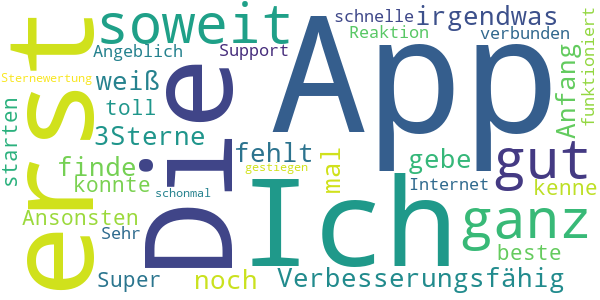 erst
soweit
Die
App
Ich
schnelle
irgendwas
Angeblich
Support
Reaktion
verbunden
Sternewertung
weiß
toll
3Sterne
starten
finde
konnte
fehlt
gestiegen
schonmal
mal
gebe
Internet
gut
Anfang
funktioniert
kenne
ganz
beste
Ansonsten
Sehr
Super
noch
Verbesserungsfähig